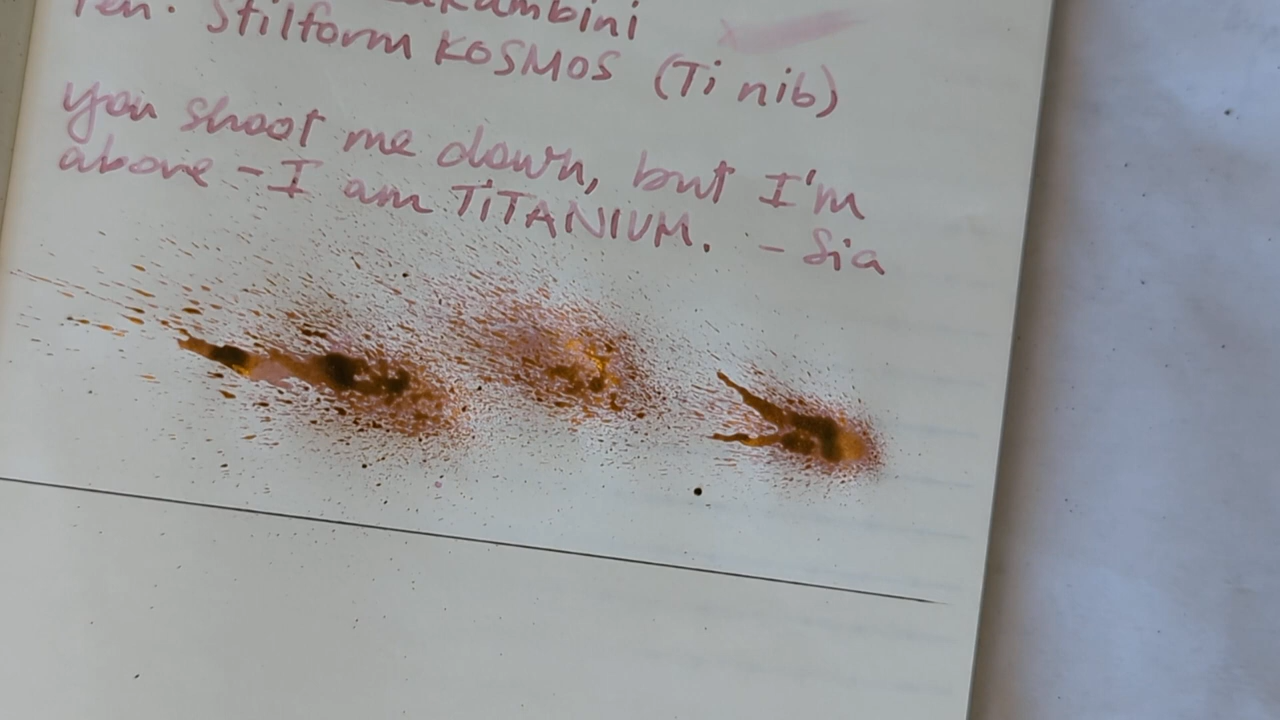 Pen: Stilform KOSMOS (Ti nib)
you shoot me down, but I'm
above - I am TiTANIUM. - Sia